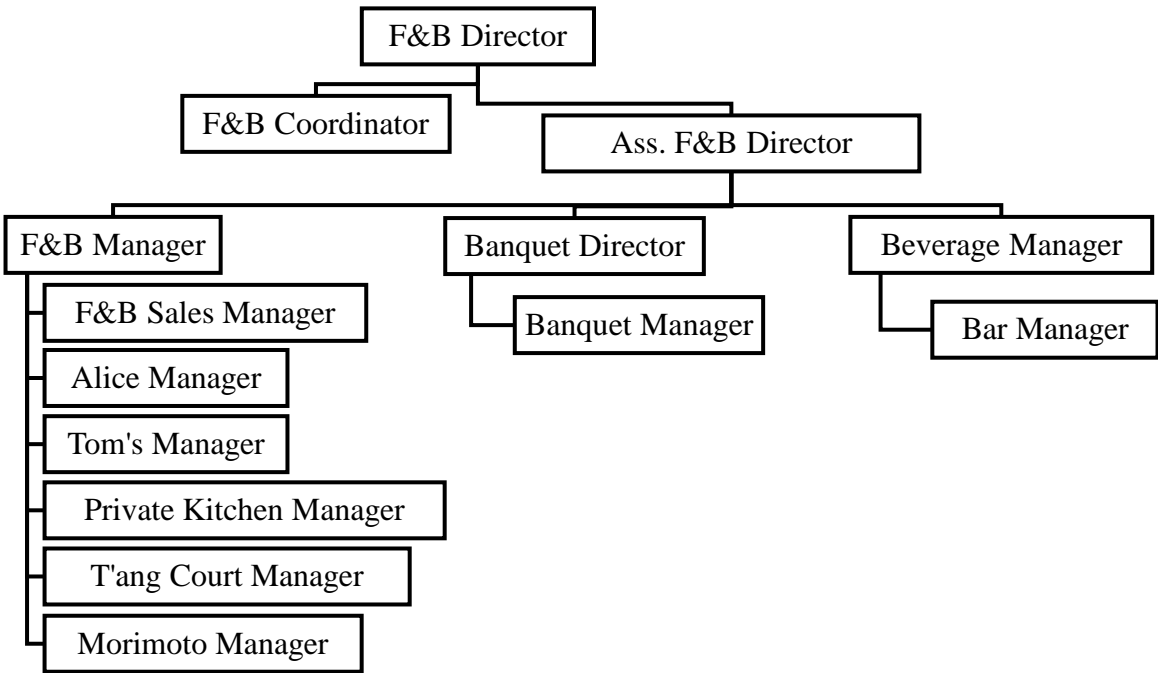 F&B Director
F&B Coordinator
Ass. F&B Director
F&B Manager
Banquet Director
Beverage Manager
F&B Sales Manager
Banquet Manager
Bar Manager
Alice Manager
Tom's Manager
Private Kitchen Manager
T'ang Court Manager
Morimoto Manager